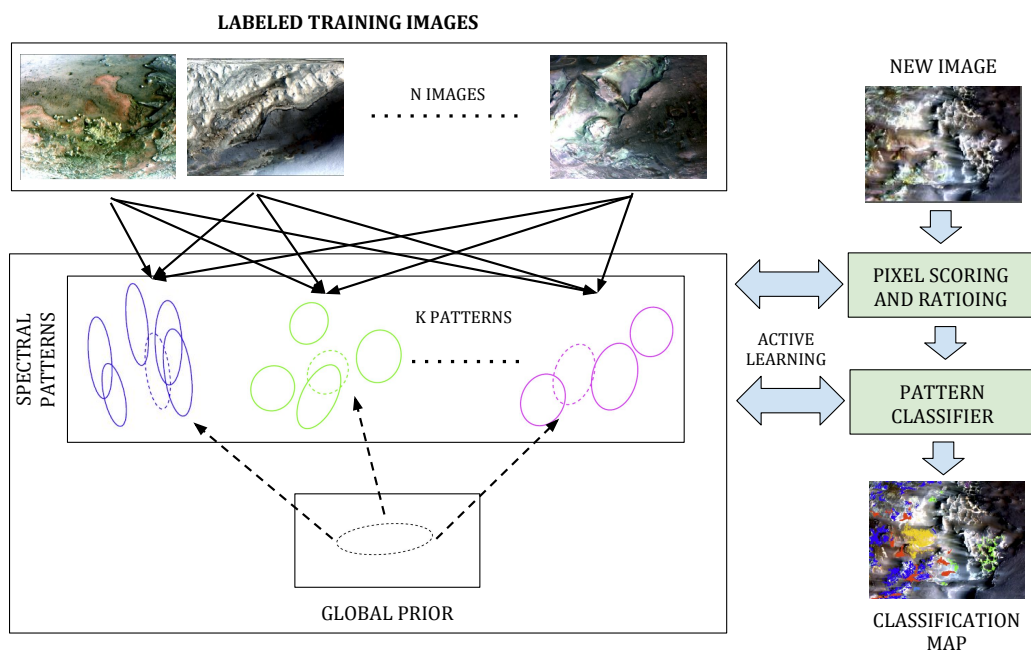 LABELED TRAINING IMAGES
N IMAGES
NEW IMAGE
PIXEL SCORING
AND RATIOING
SPECTRAL
PATTERNS
K PATTERNS
ACTIVE
LEARNING
PATTERN
CLASSIFIER
GLOBAL PRIOR
CLASSIFICATION
MAP